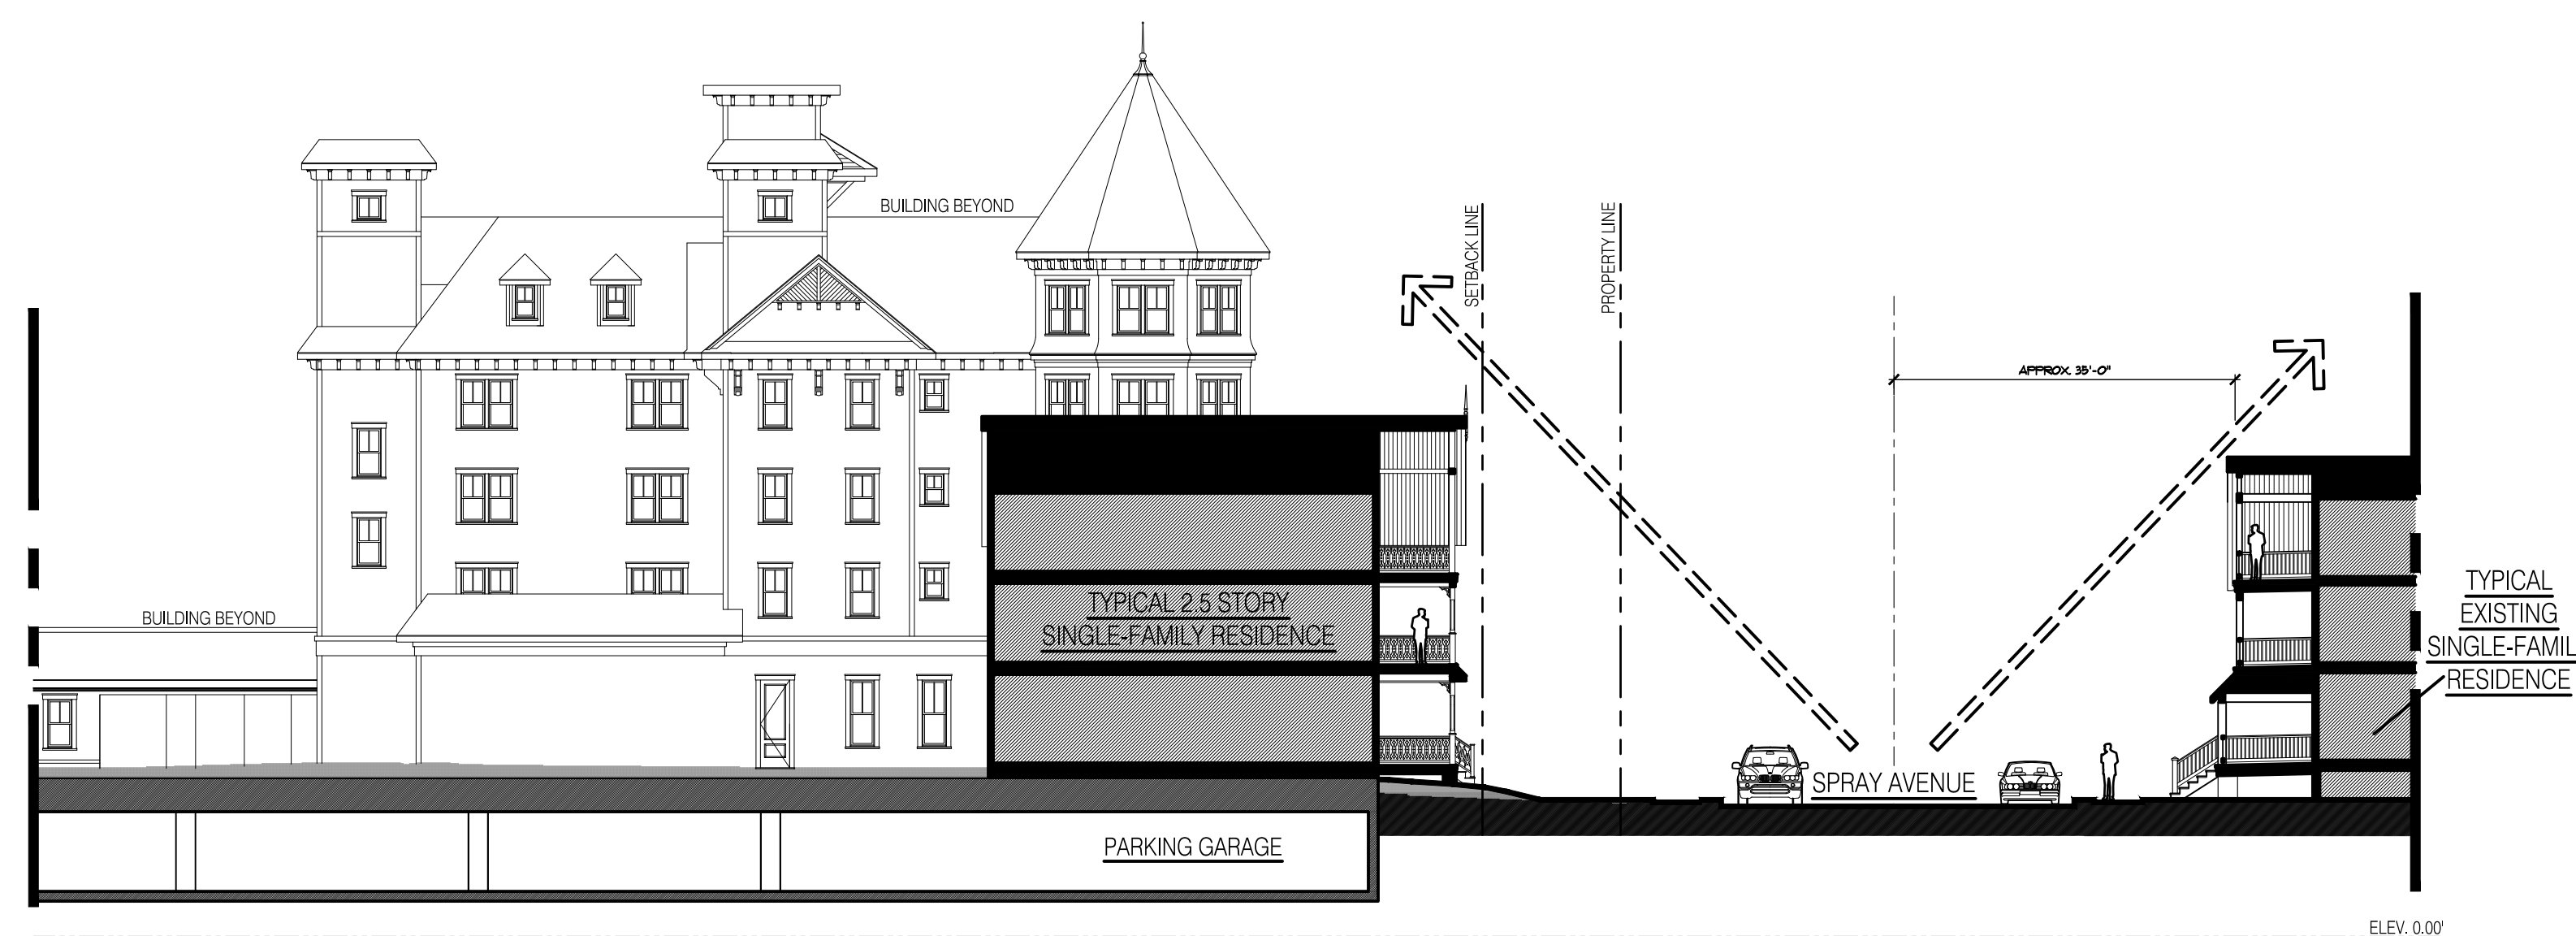 BUILDING BEYOND
SETBACK LINE
PROPERTY LINE
APPROX. 35'-0"
BUILDING BEYOND
TYPICAL 2.5 STORY
SINGLE-FAMILY RESIDENCE
TYPICAL
EXISTING
SINGLE-FAMIL
RESIDENCE
SPRAY AVENUE
PARKING GARAGE
ELEV. 0.00'